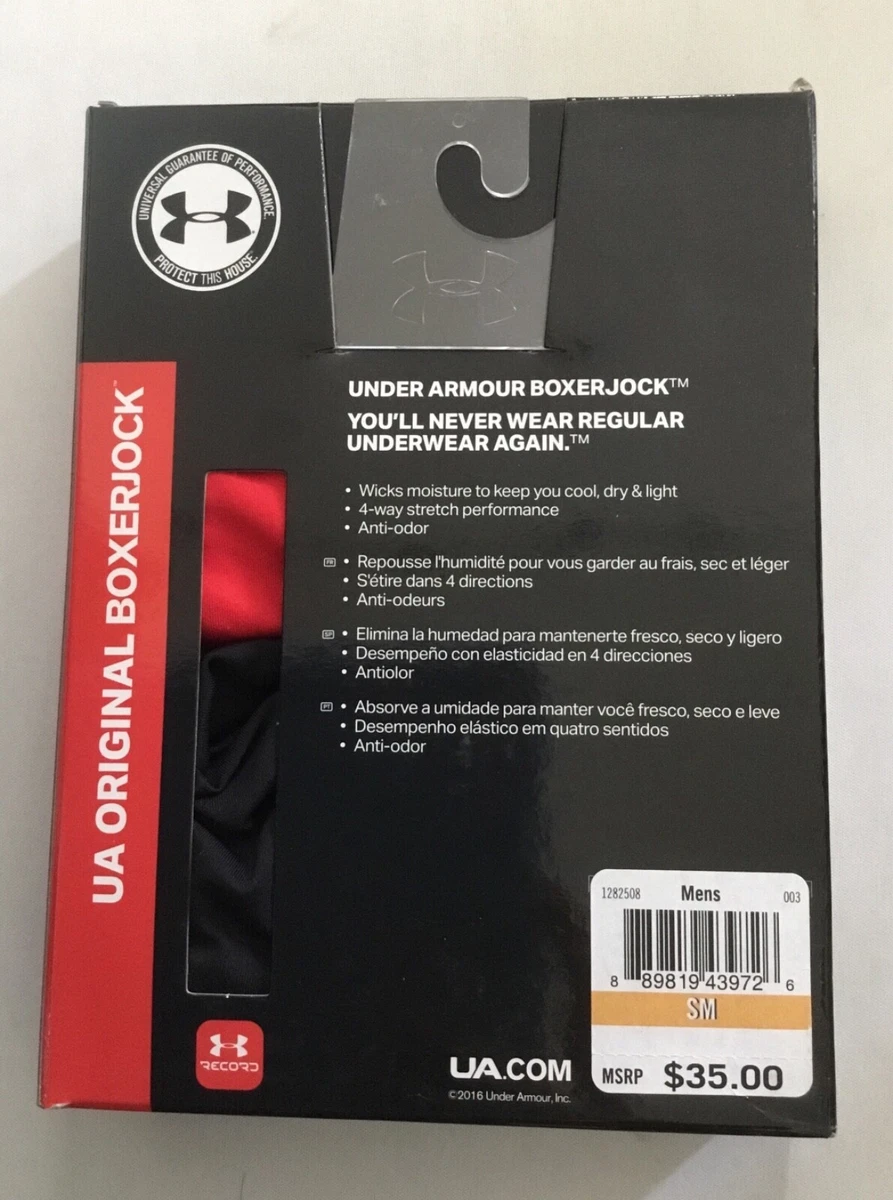 UNIVERSAL GUARANTEE OF PERFORMANCE.
PROTECT THIS HOUSE.
UA ORIGINAL BOXERJOCK™
UNDER ARMOUR BOXERJOCK™
YOU'LL NEVER WEAR REGULAR
UNDERWEAR AGAIN.™
• Wicks moisture to keep you cool, dry & light
• 4-way stretch performance
• Anti-odor
FR • Repousse l'humidité pour vous garder au frais, sec et léger
• S'étire dans 4 directions
• Anti-odeurs
SP • Elimina la humedad para mantenerte fresco, seco y ligero
• Desempeño con elasticidad en 4 direcciones
• Antiolor
PT • Absorve a umidade para manter você fresco, seco e leve
• Desempenho elástico em quatro sentidos
• Anti-odor
RECORD
UA.COM
©2016 Under Armour, Inc.
1282508 Mens 003
8 89819 43972 6
SM
MSRP $35.00